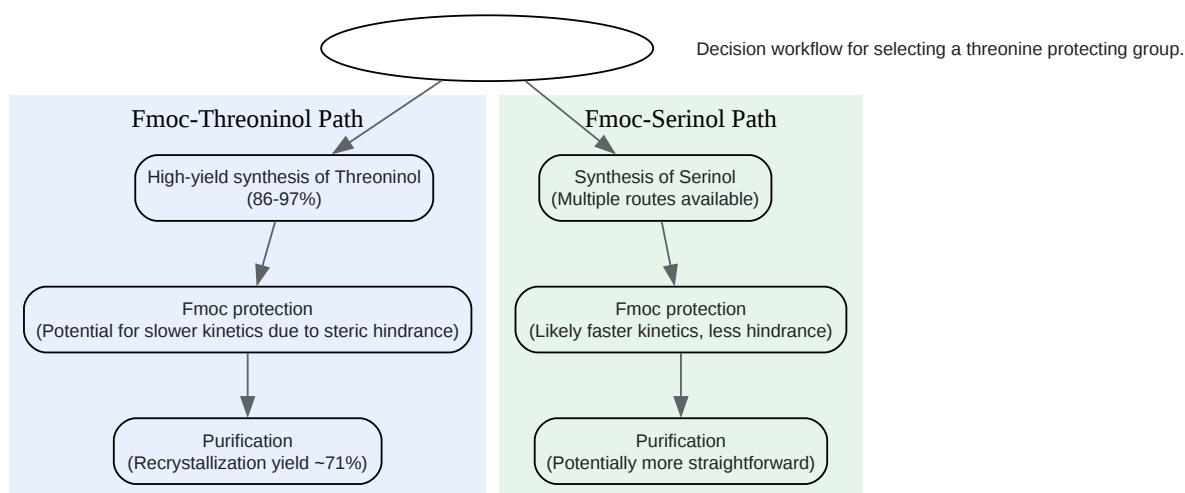 Decision workflow for selecting a threonine protecting group.
Fmoc-Threoninol Path
High-yield synthesis of Threoninol
(86-97%)
Fmoc protection
(Potential for slower kinetics due to steric hindrance)
Purification
(Recrystallization yield ~71%)
Fmoc-Serinol Path
Synthesis of Serinol
(Multiple routes available)
Fmoc protection
(Likely faster kinetics, less hindrance)
Purification
(Potentially more straightforward)